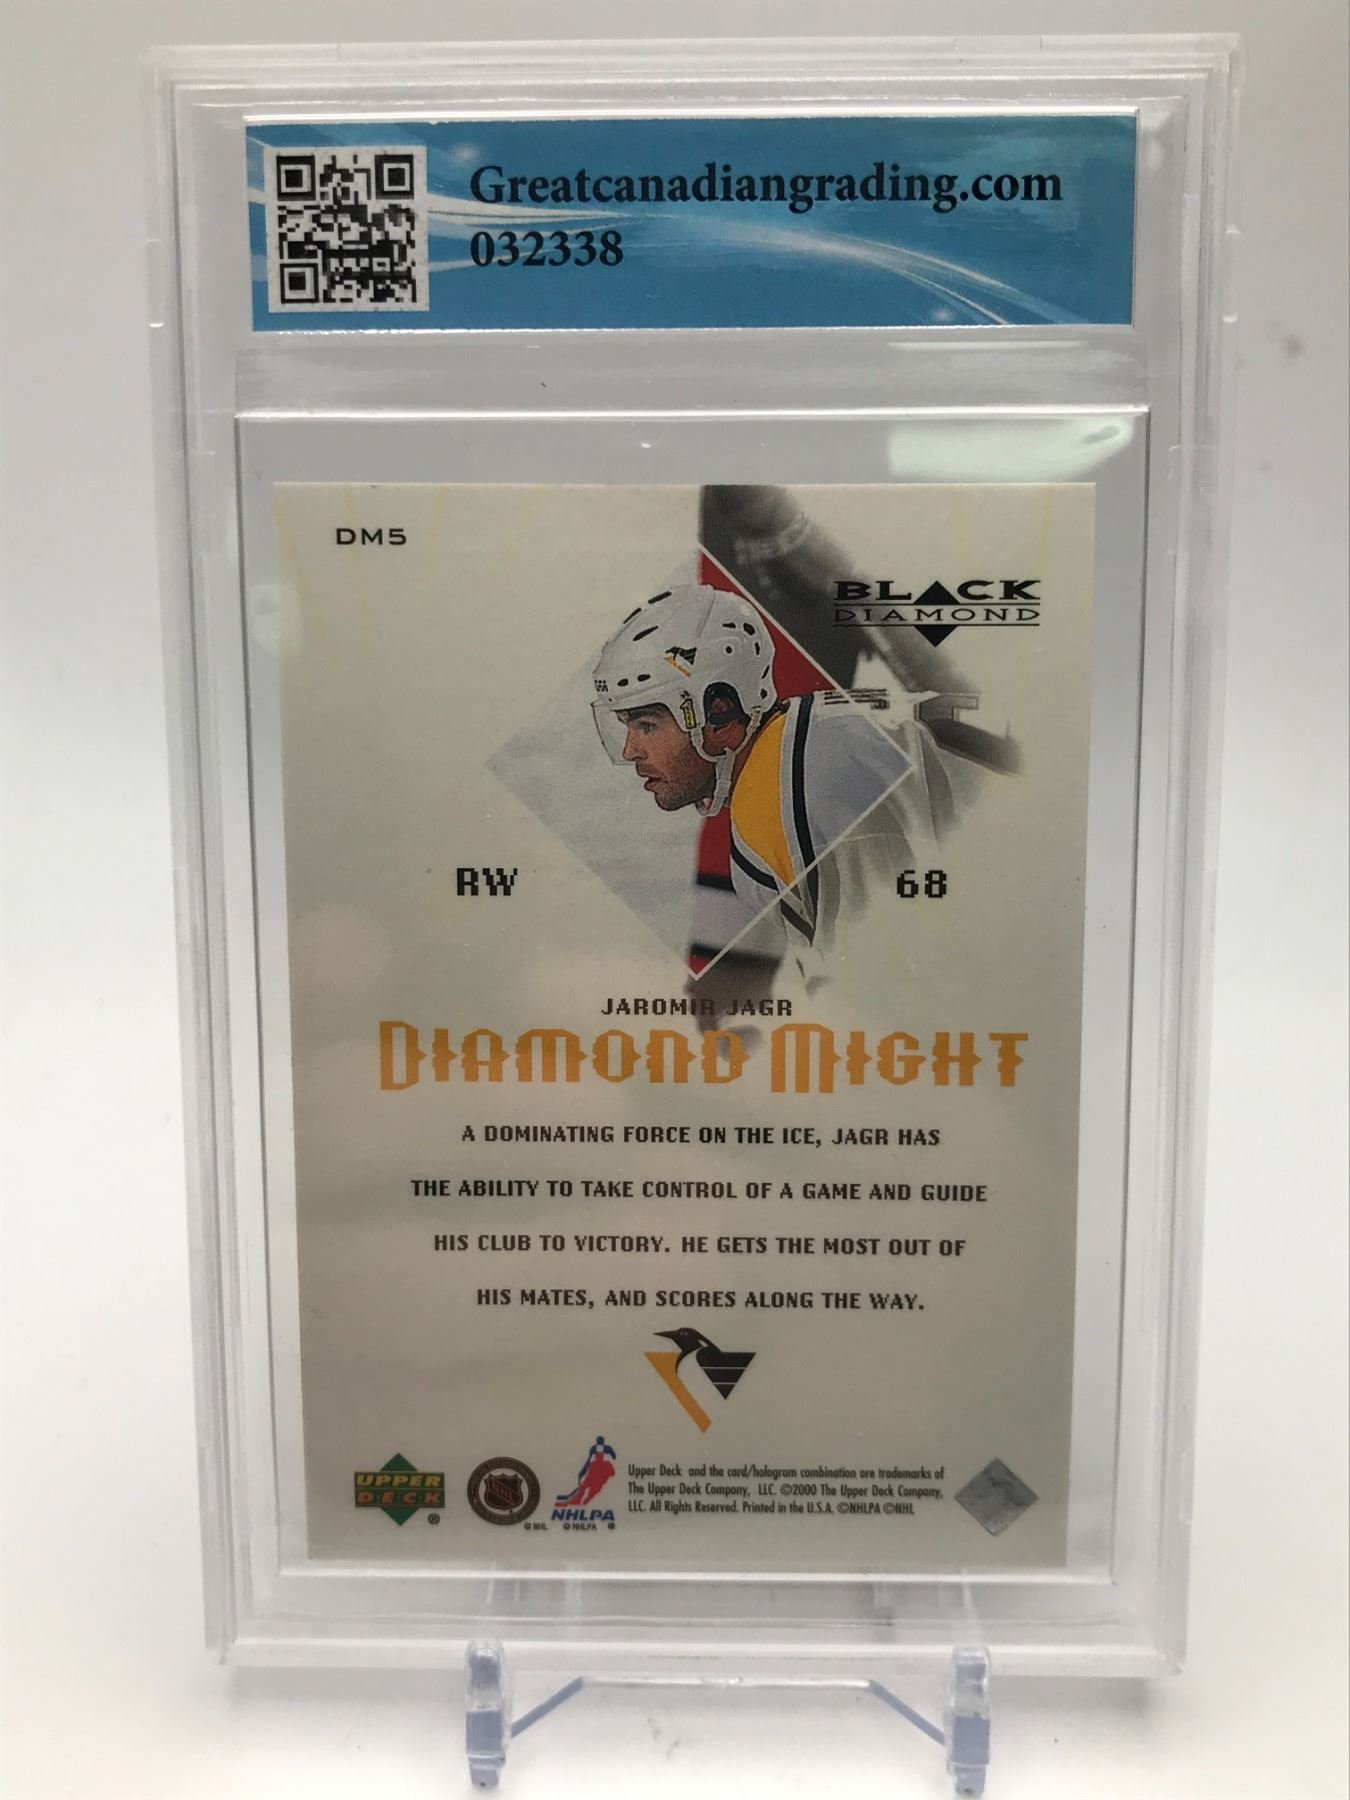 Greatcanadiangrading.com
032338
DM5
BLACK
DIAMOND
RW
68
JAROMIR JAGR
DIAMOND MIGHT
A DOMINATING FORCE ON THE ICE, JAGR HAS
THE ABILITY TO TAKE CONTROL OF A GAME AND GUIDE
HIS CLUB TO VICTORY. HE GETS THE MOST OUT OF
HIS MATES, AND SCORES ALONG THE WAY.
UPPER
DECK
®
NHL
© NHL
NHLPA
© NHLPA ®
Upper Deck and the card/hologram combination are trademarks of
The Upper Deck Company, LLC. ©2000 The Upper Deck Company,
LLC. All Rights Reserved. Printed in the U.S.A. ©NHLPA ©NHL